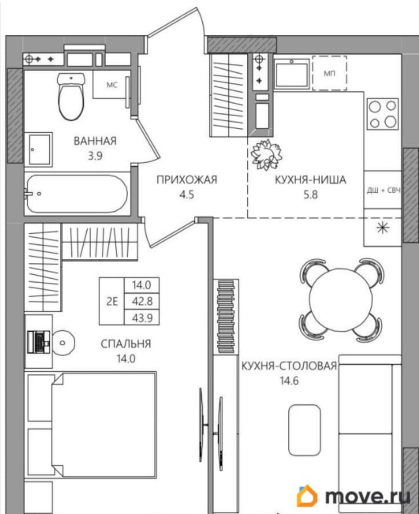 МС
МП
ВАННАЯ
3.9
ПРИХОЖАЯ
4.5
КУХНЯ-НИША
5.8
ДШ + СВЧ
2Е
14.0
42.8
43.9
СПАЛЬНЯ
14.0
КУХНЯ-СТОЛОВАЯ
14.6
move.ru